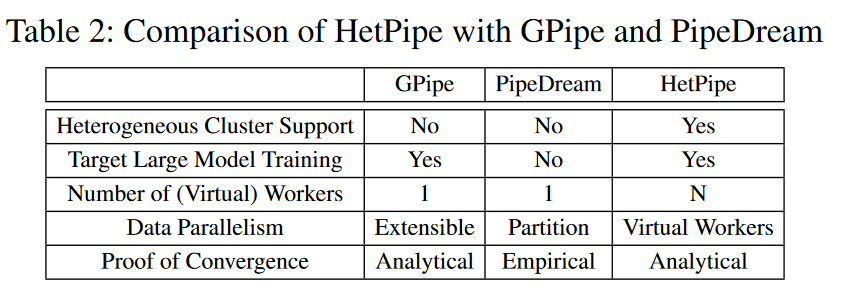 Table 2: Comparison of HetPipe with GPipe and PipeDream
GPipe PipeDream HetPipe
Heterogeneous Cluster Support No No Yes
Target Large Model Training Yes No Yes
Number of (Virtual) Workers 1 1 N
Data Parallelism Extensible Partition Virtual Workers
Proof of Convergence Analytical Empirical Analytical